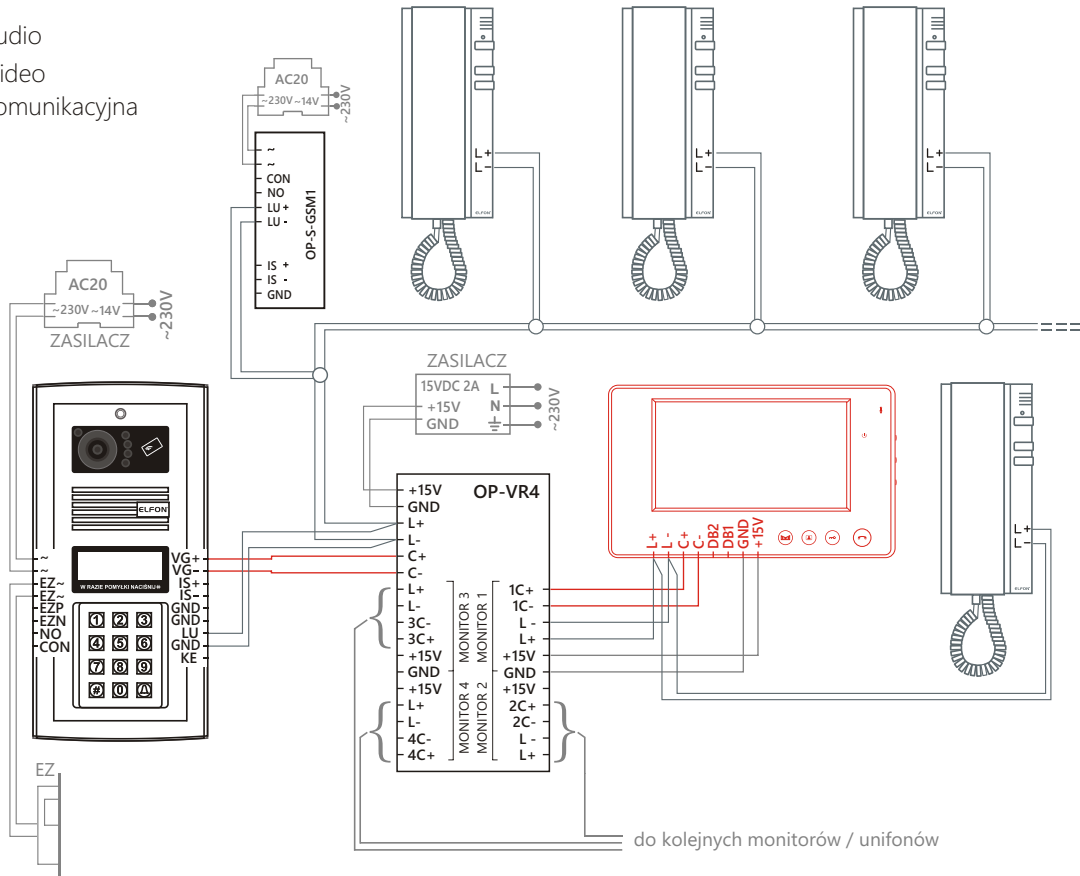 udio
ideo
omunikacyjna
AC20
~230V ~14V
~230V
~
~
CON
NO
LU +
LU -
IS +
IS -
GND
OP-S-GSM1
L+
L-
ELFON
L+
L-
ELFON
L+
L-
ELFON
AC20
~230V ~14V
~230V
ZASILACZ
ZASILACZ
15VDC 2A
L
+15V
N
GND
~230V
ELFON
W RAZIE POMYŁKI NACIŚNIJ
1 2 3
4 5 6
7 8 9
# 0
~
~
EZ~
EZ~
EZP
EZN
NO
CON
VG+
VG-
IS+
IS-
GND
GND
LU
GND
KE
EZ
OP-VR4
+15V
GND
L+
L-
C+
C-
L+
L-
3C-
3C+
+15V
GND
+15V
L+
L-
4C-
4C+
MONITOR 3
MONITOR 1
MONITOR 4
MONITOR 2
1C+
1C-
L -
L+
+15V
GND
+15V
2C+
2C-
L -
L+
L+
L -
C+
C-
DB2
DB1
GND
+15V
L+
L-
ELFON
do kolejnych monitorów / unifonów